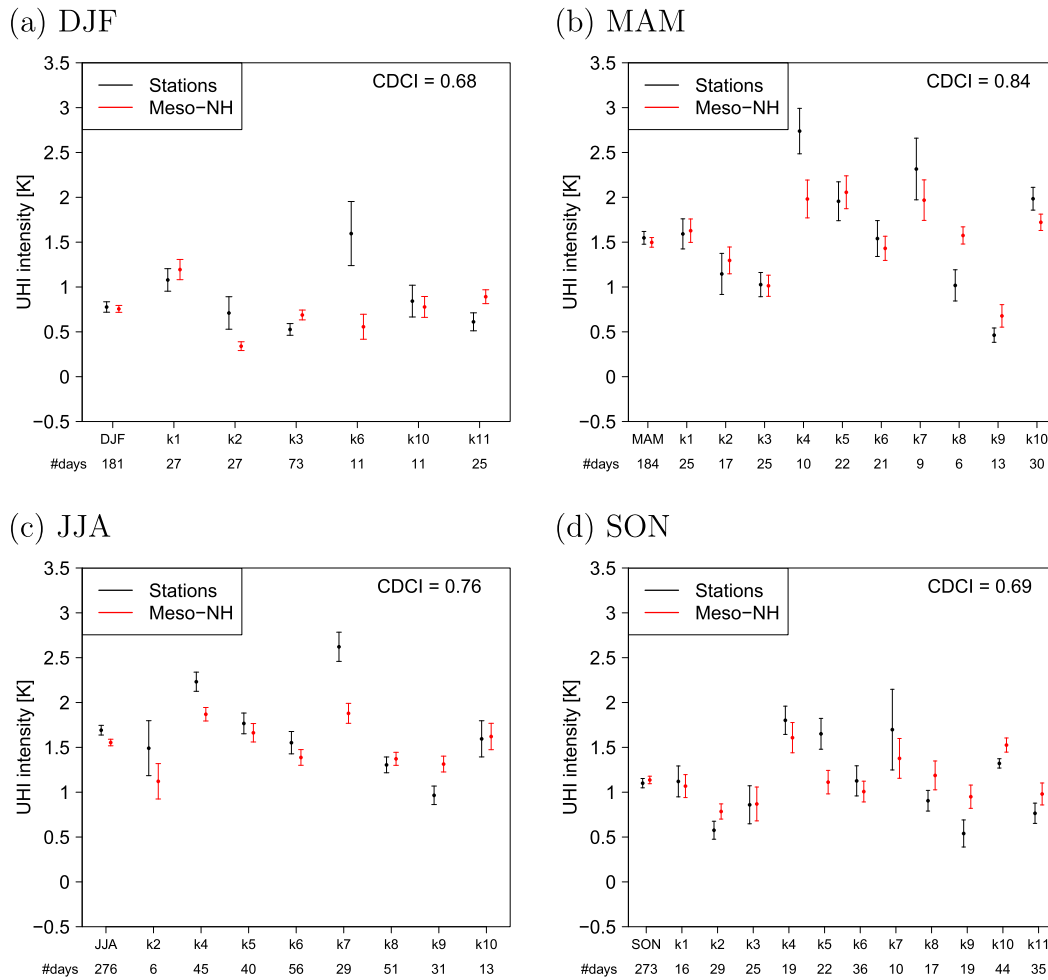 (a) DJF
UHI intensity [K]
3.5
3
2.5
2
1.5
1
0.5
0
−0.5
Stations
Meso−NH
CDCI = 0.68
DJF k1 k2 k3 k6 k10 k11
#days 181 27 27 73 11 11 25
(b) MAM
UHI intensity [K]
3.5
3
2.5
2
1.5
1
0.5
0
−0.5
Stations
Meso−NH
CDCI = 0.84
MAM k1 k2 k3 k4 k5 k6 k7 k8 k9 k10
#days 184 25 17 25 10 22 21 9 6 13 30
(c) JJA
UHI intensity [K]
3.5
3
2.5
2
1.5
1
0.5
0
−0.5
Stations
Meso−NH
CDCI = 0.76
JJA k2 k4 k5 k6 k7 k8 k9 k10
#days 276 6 45 40 56 29 51 31 13
(d) SON
UHI intensity [K]
3.5
3
2.5
2
1.5
1
0.5
0
−0.5
Stations
Meso−NH
CDCI = 0.69
SON k1 k2 k3 k4 k5 k6 k7 k8 k9 k10 k11
#days 273 16 29 25 19 22 36 10 17 19 44 35